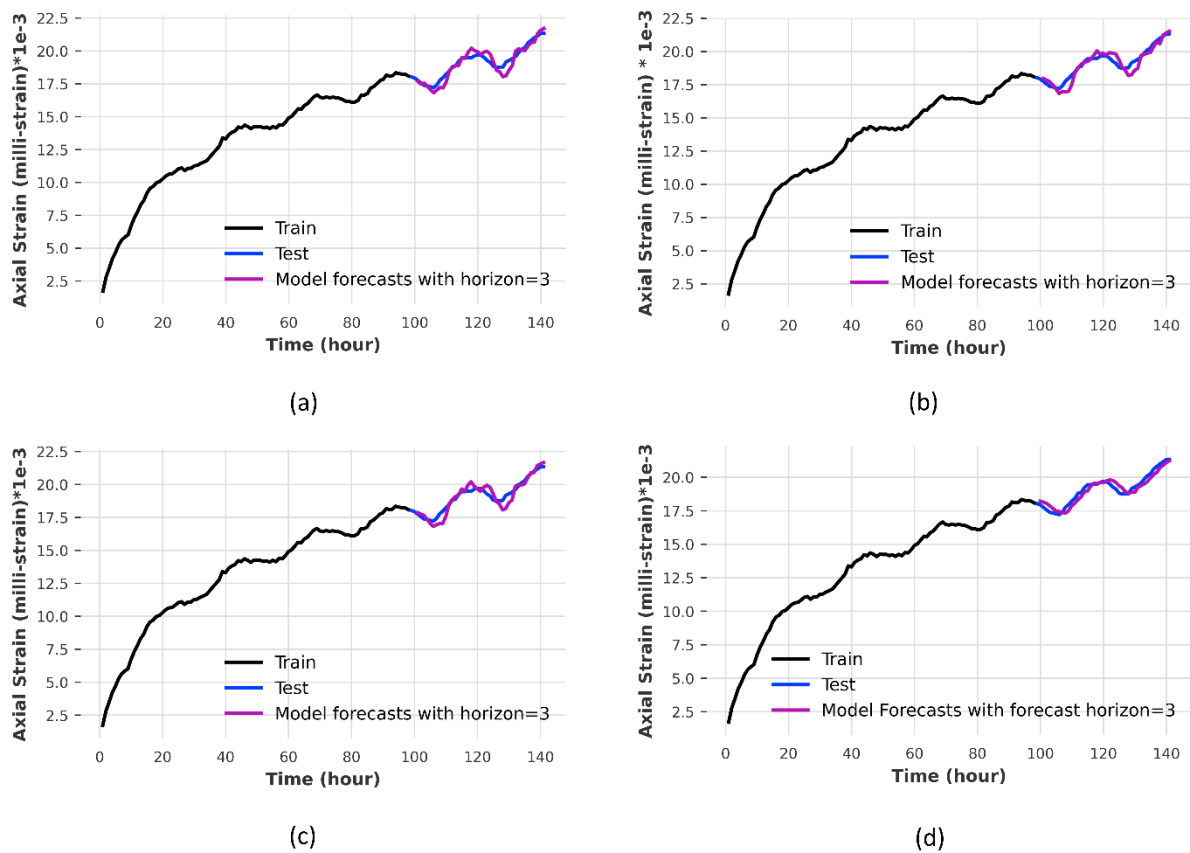 22.5
20.0
17.5
15.0
12.5
10.0
7.5
5.0
2.5
Axial Strain (milli-strain)*1e-3
Train
Test
Model forecasts with horizon=3
0 20 40 60 80 100 120 140
Time (hour)
(a)
22.5
20.0
17.5
15.0
12.5
10.0
7.5
5.0
2.5
Axial Strain (milli-strain) * 1e-3
Train
Test
Model forecasts with horizon=3
0 20 40 60 80 100 120 140
Time (hour)
(b)
22.5
20.0
17.5
15.0
12.5
10.0
7.5
5.0
2.5
Axial Strain (milli-strain)*1e-3
Train
Test
Model forecasts with horizon=3
0 20 40 60 80 100 120 140
Time (hour)
(c)
20.0
17.5
15.0
12.5
10.0
7.5
5.0
2.5
Axial Strain (milli-strain)*1e-3
Train
Test
Model Forecasts with forecast horizon=3
0 20 40 60 80 100 120 140
Time (hour)
(d)